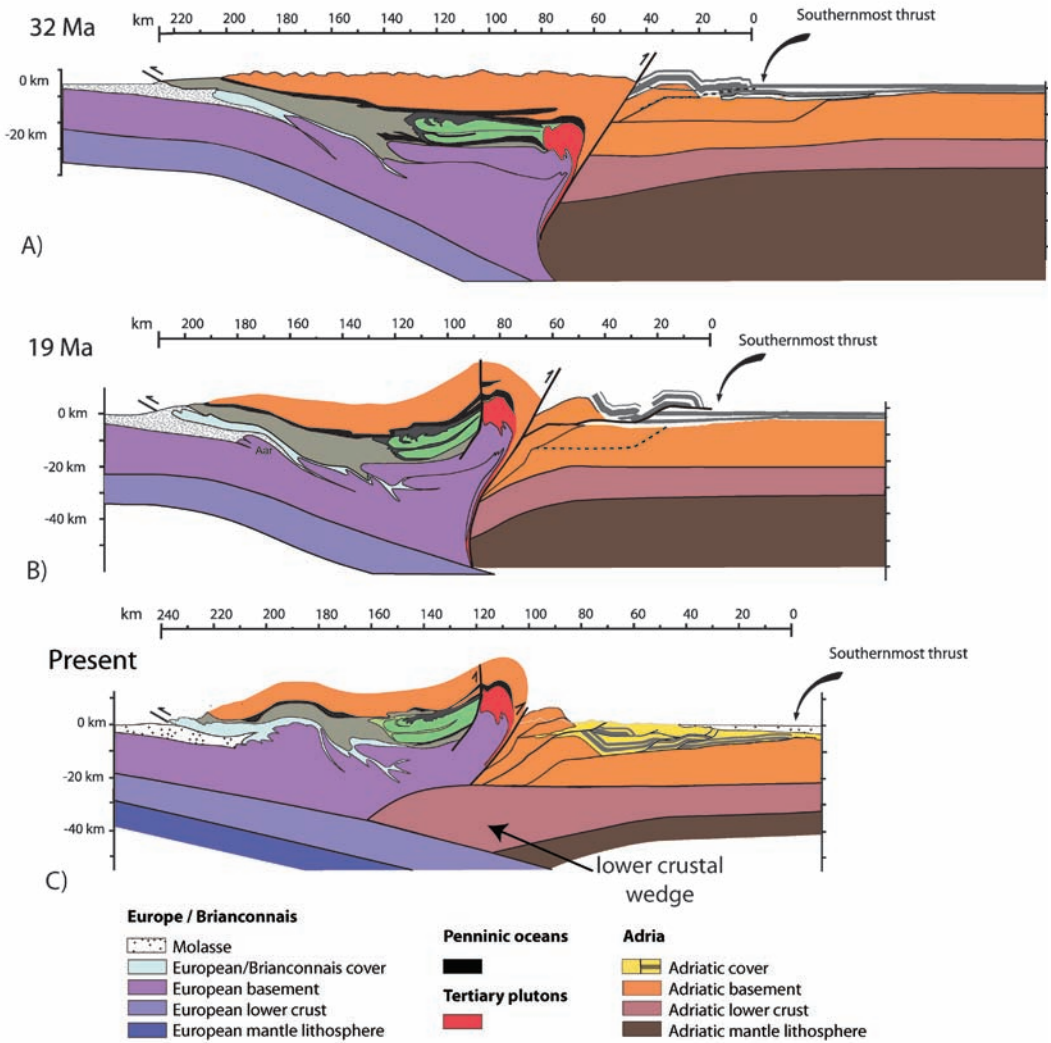 32 Ma
km 220 200 180 160 140 120 100 80 60 40 20 0
Southernmost thrust
0 km
-20 km
A)
19 Ma
km 200 180 160 140 120 100 80 60 40 20 0
Southernmost thrust
0 km
Aar
-20 km
-40 km
B)
km 240 220 200 180 160 140 120 100 80 60 40 20 0
Present
Southernmost thrust
0 km
-20 km
-40 km
lower crustal
wedge
C)
Europe / Brianconnais
Molasse
European/Brianconnais cover
European basement
European lower crust
European mantle lithosphere
Penninic oceans
Tertiary plutons
Adria
Adriatic cover
Adriatic basement
Adriatic lower crust
Adriatic mantle lithosphere